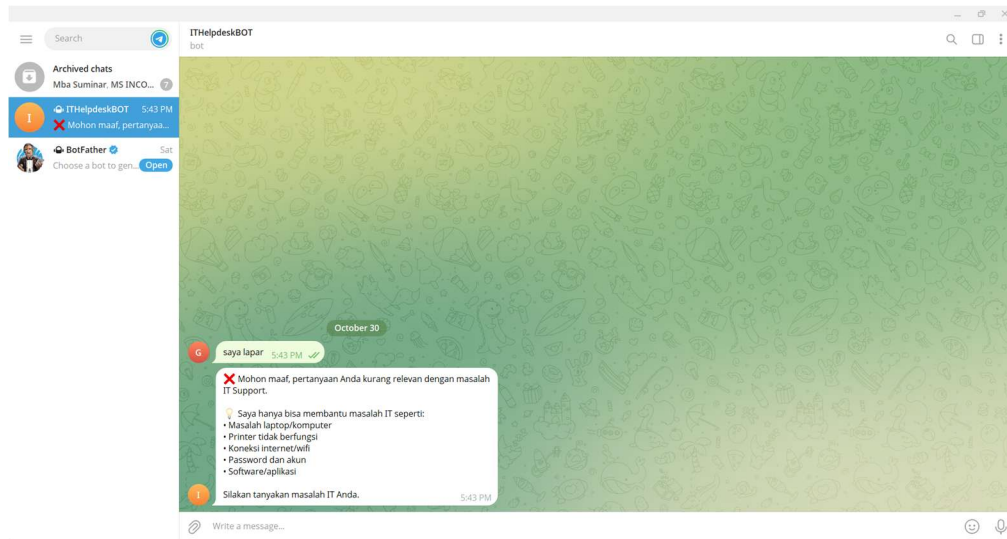 Search
ITHelpdeskBOT
bot
Archived chats
Mba Suminar, MS INCO... 7
ITHelpdeskBOT 5:43 PM
❌ Mohon maaf, pertanyaa...
BotFather Sat
Choose a bot to gen... Open
October 30
G
saya lapar 5:43 PM
❌ Mohon maaf, pertanyaan Anda kurang relevan dengan masalah
IT Support.
💡 Saya hanya bisa membantu masalah IT seperti:
• Masalah laptop/komputer
• Printer tidak berfungsi
• Koneksi internet/wifi
• Password dan akun
• Software/aplikasi
Silakan tanyakan masalah IT Anda. 5:43 PM
I
I
Write a message...